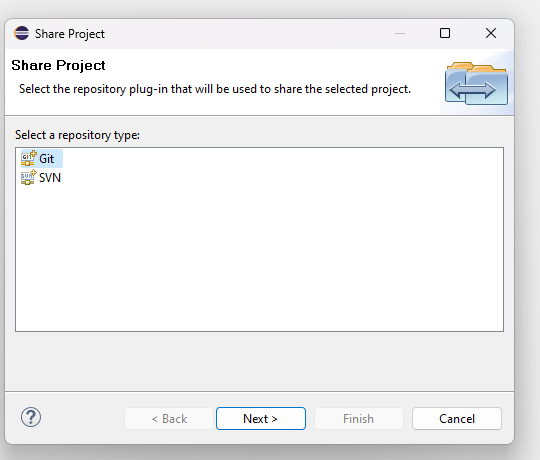 Share Project
Share Project
Select the repository plug-in that will be used to share the selected project.
Select a repository type:
Git
SVN
< Back
Next >
Finish
Cancel